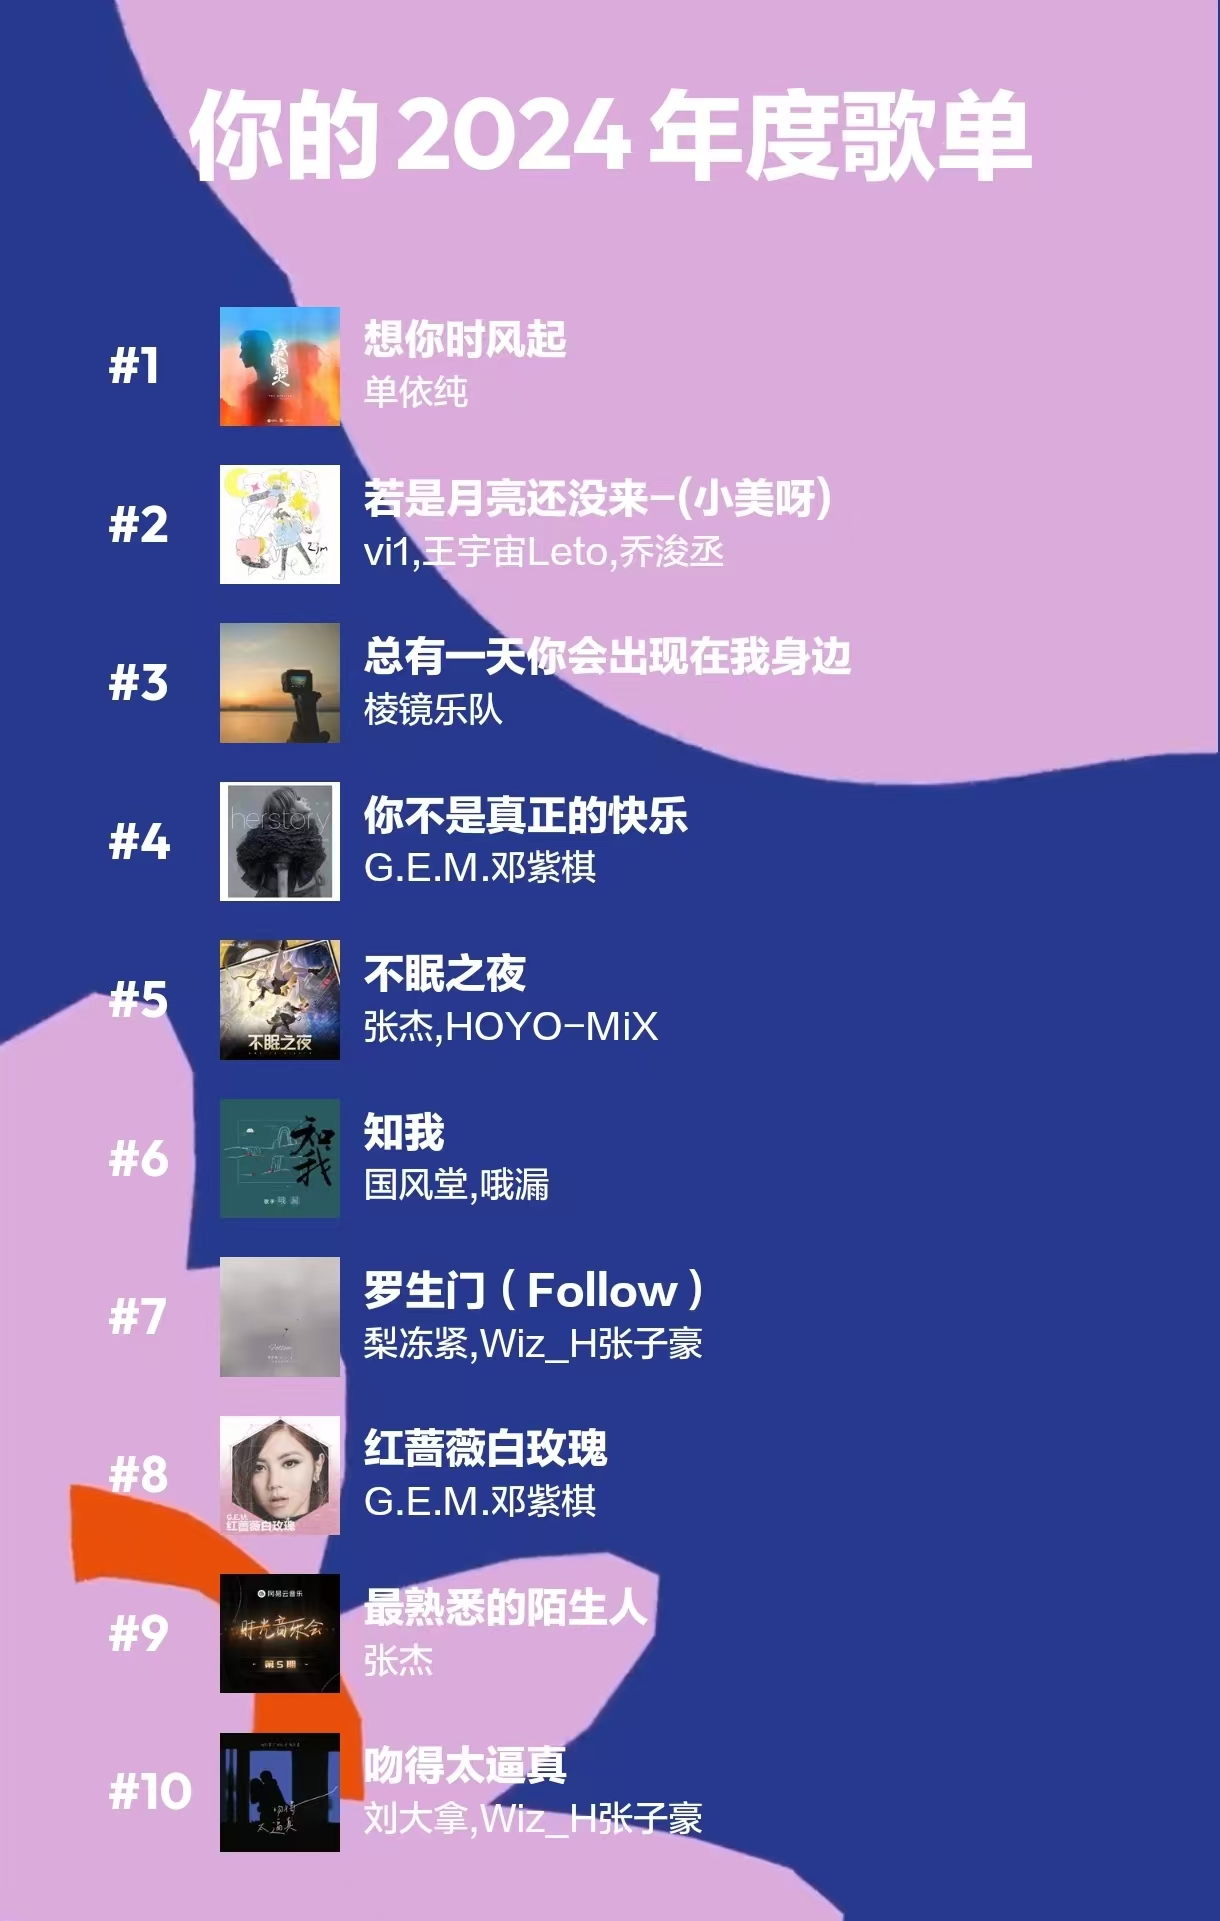 你的2024年度歌单
#1
想你时风起
单依纯
#2
若是月亮还没来-(小美呀)
vi1,王宇宙Leto,乔浚丞
#3
总有一天你会出现在我身边
棱镜乐队
#4
herstory
你不是真正的快乐
G.E.M.邓紫棋
#5
不眠之夜
不眠之夜
张杰,HOYO-MiX
#6
知我
知我
国风堂,哦漏
#7
Follow
罗生门（Follow）
梨冻紧,Wiz_H张子豪
#8
G.E.M.
红蔷薇白玫瑰
红蔷薇白玫瑰
G.E.M.邓紫棋
#9
网易云音乐
时光音乐会
第5期
最熟悉的陌生人
张杰
#10
吻得
太逼真
吻得太逼真
刘大拿,Wiz_H张子豪